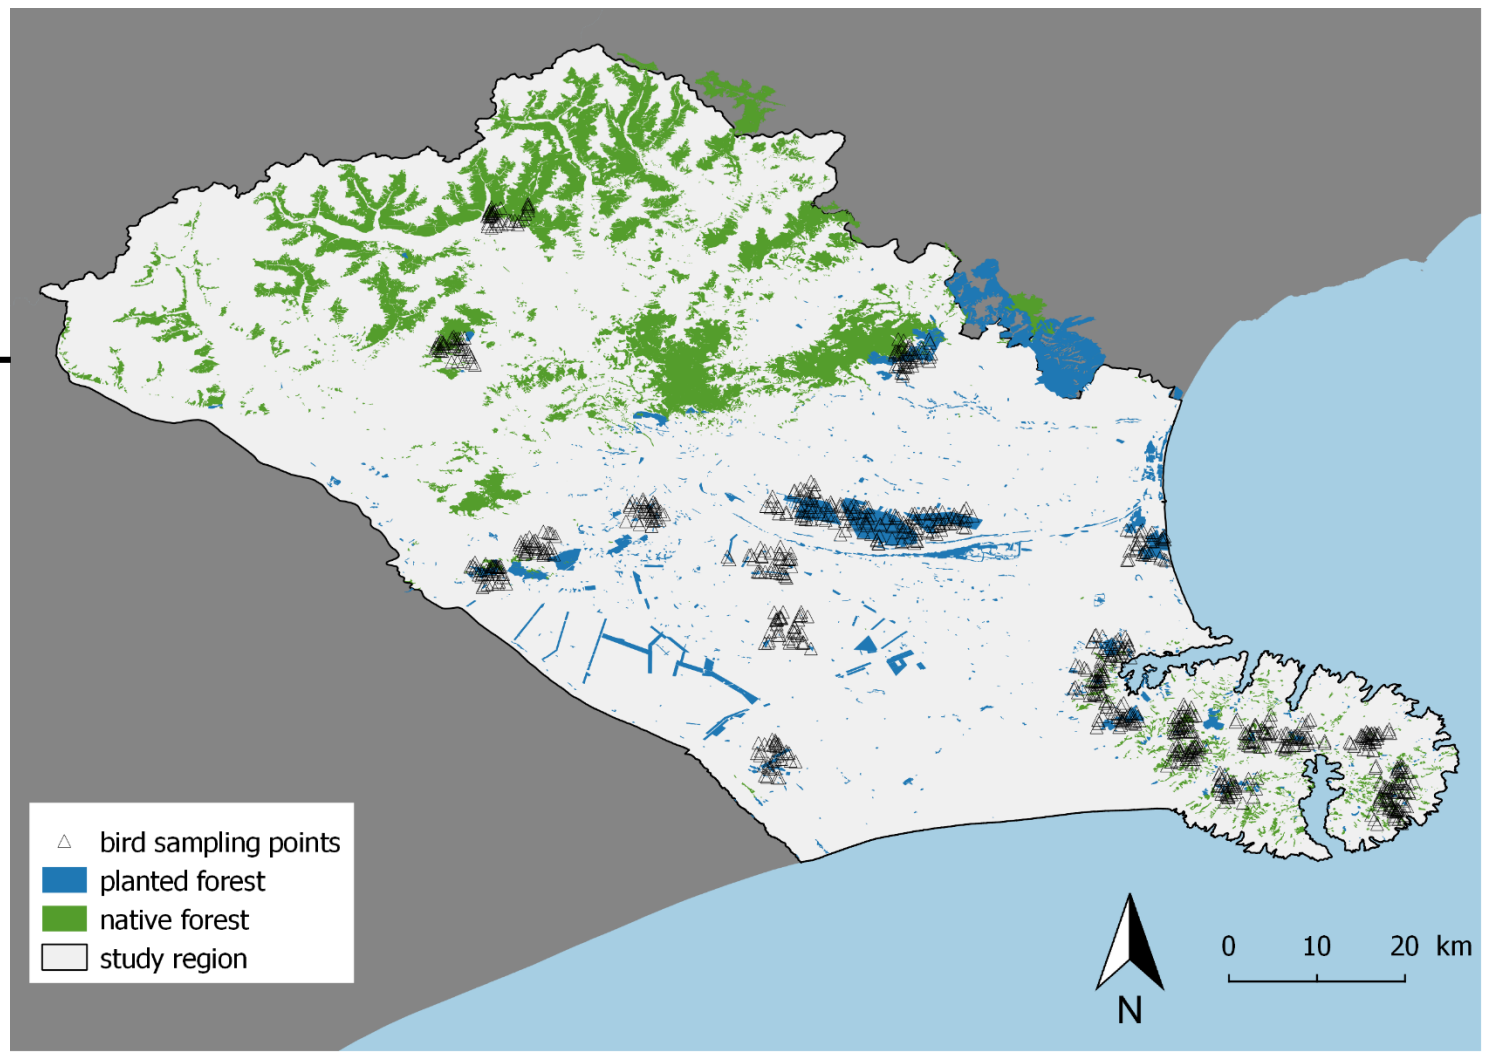 bird sampling points
planted forest
native forest
study region
N
0 10 20 km